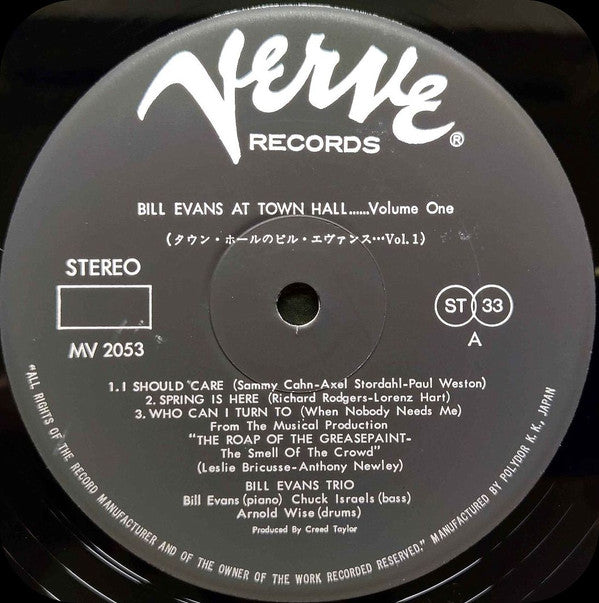 Verve
RECORDS ®
BILL EVANS AT TOWN HALL......Volume One
(タウン・ホールのビル・エヴァンス…Vol.1)
STEREO
MV 2053
ST 33
A
1. I SHOULD CARE (Sammy Cahn-Axel Stordahl-Paul Weston)
2. SPRING IS HERE (Richard Rodgers-Lorenz Hart)
3. WHO CAN I TURN TO (When Nobody Needs Me)
From The Musical Production
"THE ROAP OF THE GREASEPAINT-
The Smell Of The Crowd"
(Leslie Bricusse-Anthony Newley)
BILL EVANS TRIO
Bill Evans (piano) Chuck Israels (bass)
Arnold Wise (drums)
Produced By Creed Taylor
"ALL RIGHTS OF THE RECORD MANUFACTURER AND OF THE OWNER OF THE WORK RECORDED RESERVED." MANUFACTURED BY POLYDOR K. K., JAPAN